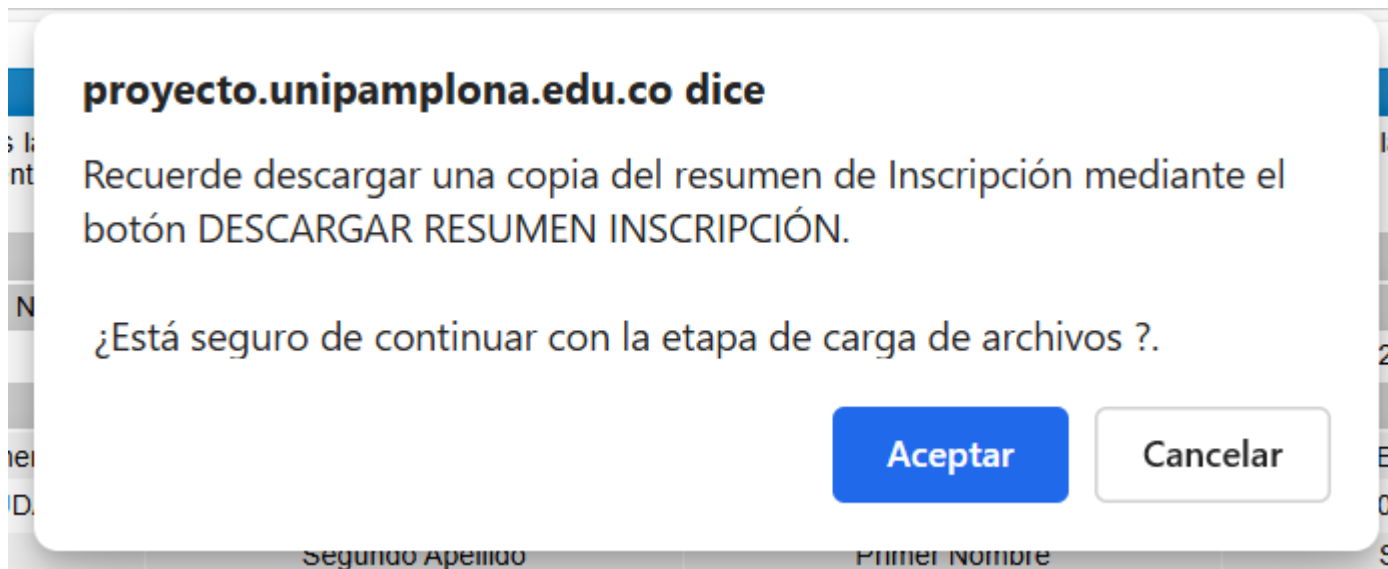 proyecto.unipamplona.edu.co dice
Recuerde descargar una copia del resumen de Inscripción mediante el
botón DESCARGAR RESUMEN INSCRIPCIÓN.
¿Está seguro de continuar con la etapa de carga de archivos ?.
Aceptar Cancelar
Segundo Apellido Primer Nombre